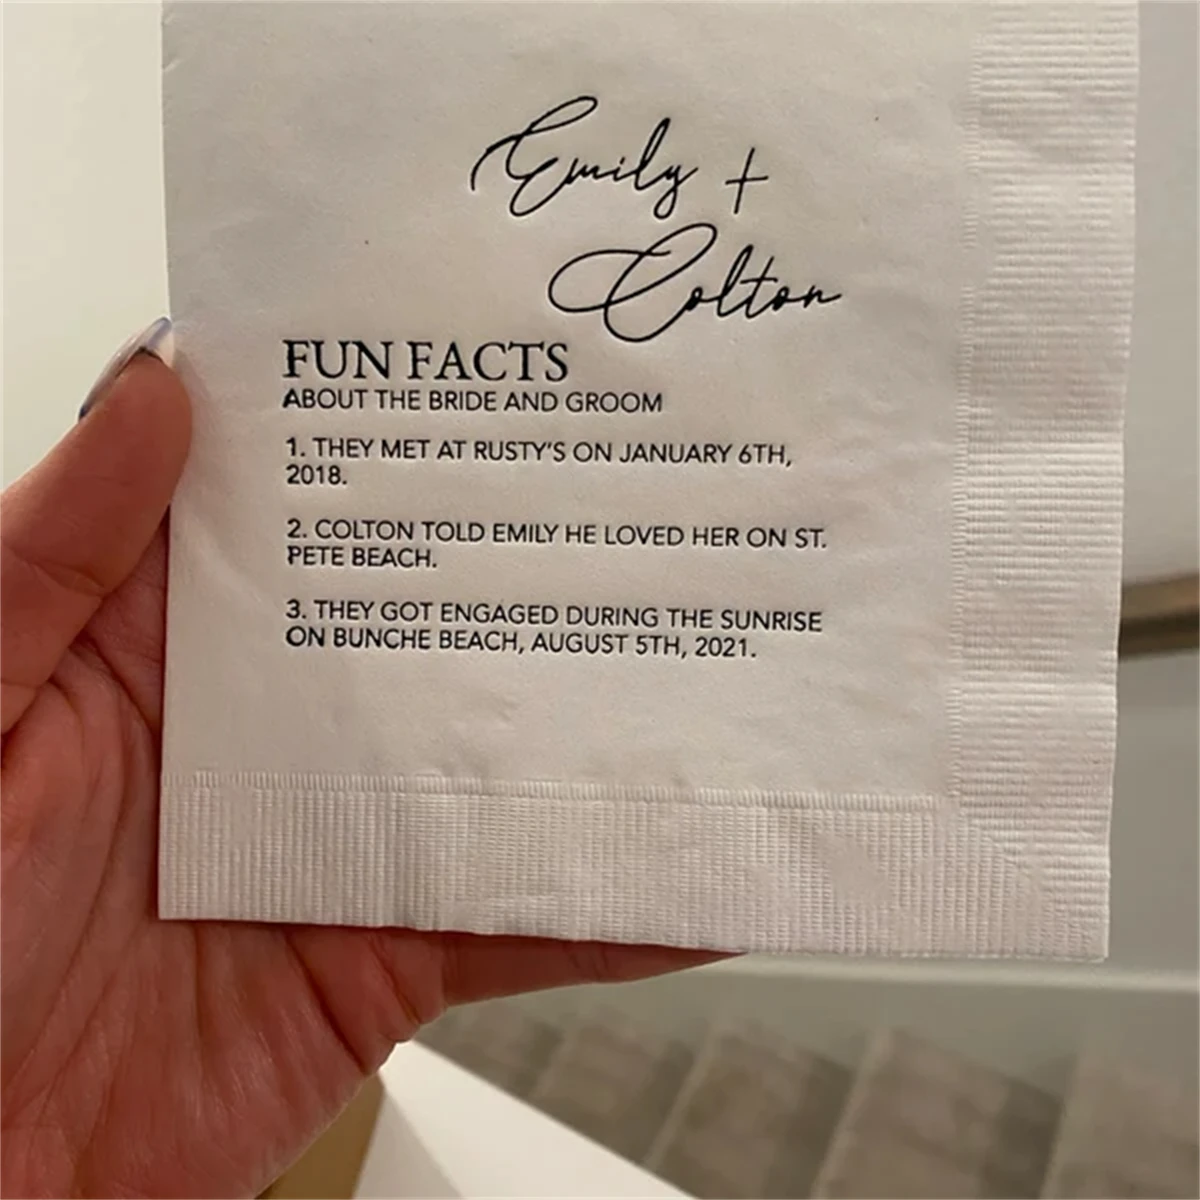 Emily +
Colton
FUN FACTS
ABOUT THE BRIDE AND GROOM
1. THEY MET AT RUSTY'S ON JANUARY 6TH,
2018.
2. COLTON TOLD EMILY HE LOVED HER ON ST.
PETE BEACH.
3. THEY GOT ENGAGED DURING THE SUNRISE
ON BUNCHE BEACH, AUGUST 5TH, 2021.